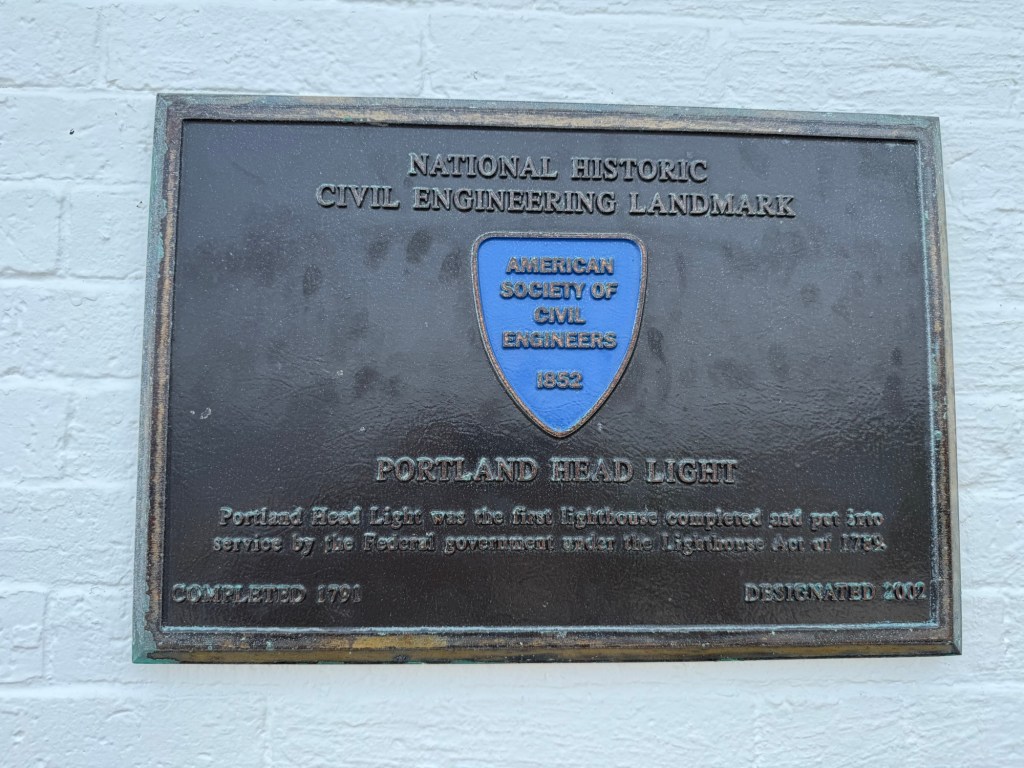 NATIONAL HISTORIC
CIVIL ENGINEERING LANDMARK
AMERICAN
SOCIETY OF
CIVIL
ENGINEERS
1852
PORTLAND HEAD LIGHT
Portland Head Light was the first lighthouse completed and put into
service by the Federal government under the Lighthouse Act of 1789.
COMPLETED 1791
DESIGNATED 2002